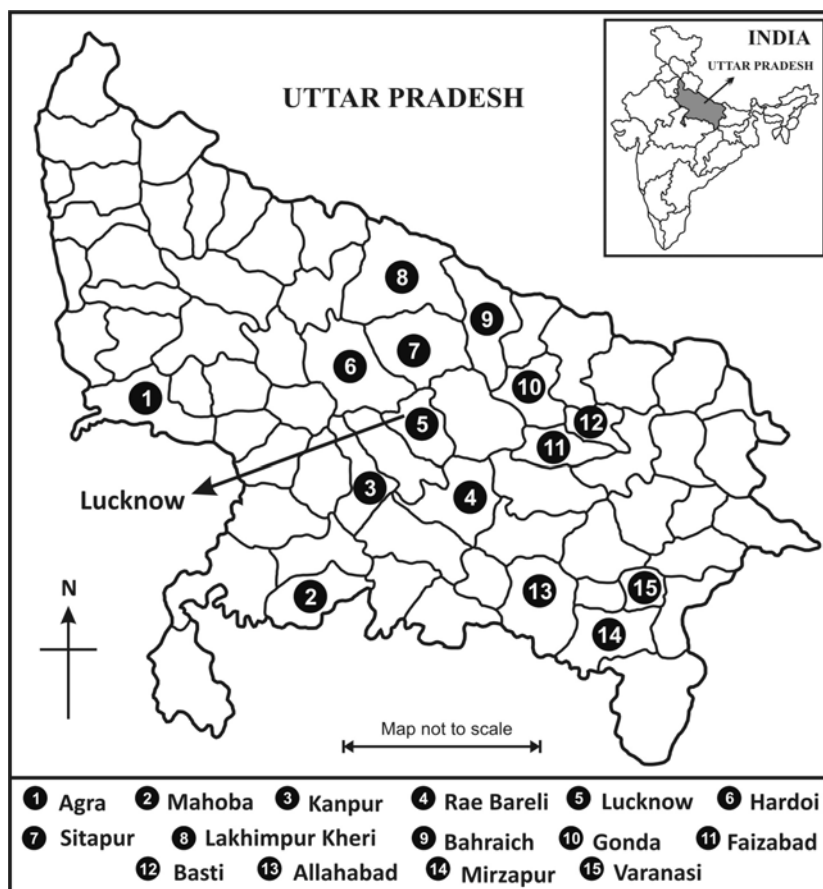 INDIA
UTTAR PRADESH
UTTAR PRADESH
8
9
7
6
10
1
5
12
11
Lucknow
3
4
N
2
13
15
14
Map not to scale
1 Agra 2 Mahoba 3 Kanpur 4 Rae Bareli 5 Lucknow 6 Hardoi
7 Sitapur 8 Lakhimpur Kheri 9 Bahraich 10 Gonda 11 Faizabad
12 Basti 13 Allahabad 14 Mirzapur 15 Varanasi